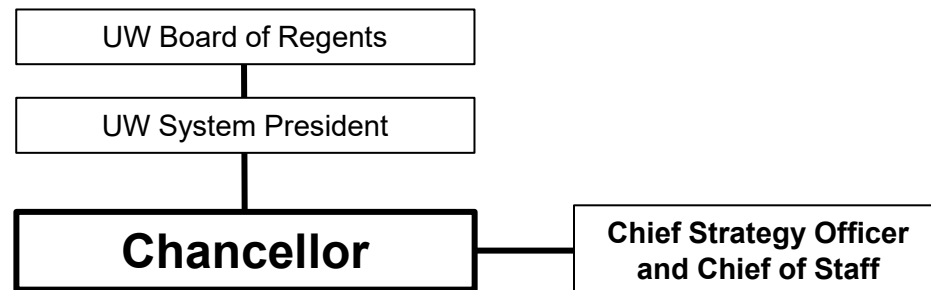 UW Board of Regents
UW System President
Chancellor
Chief Strategy Officer
and Chief of Staff